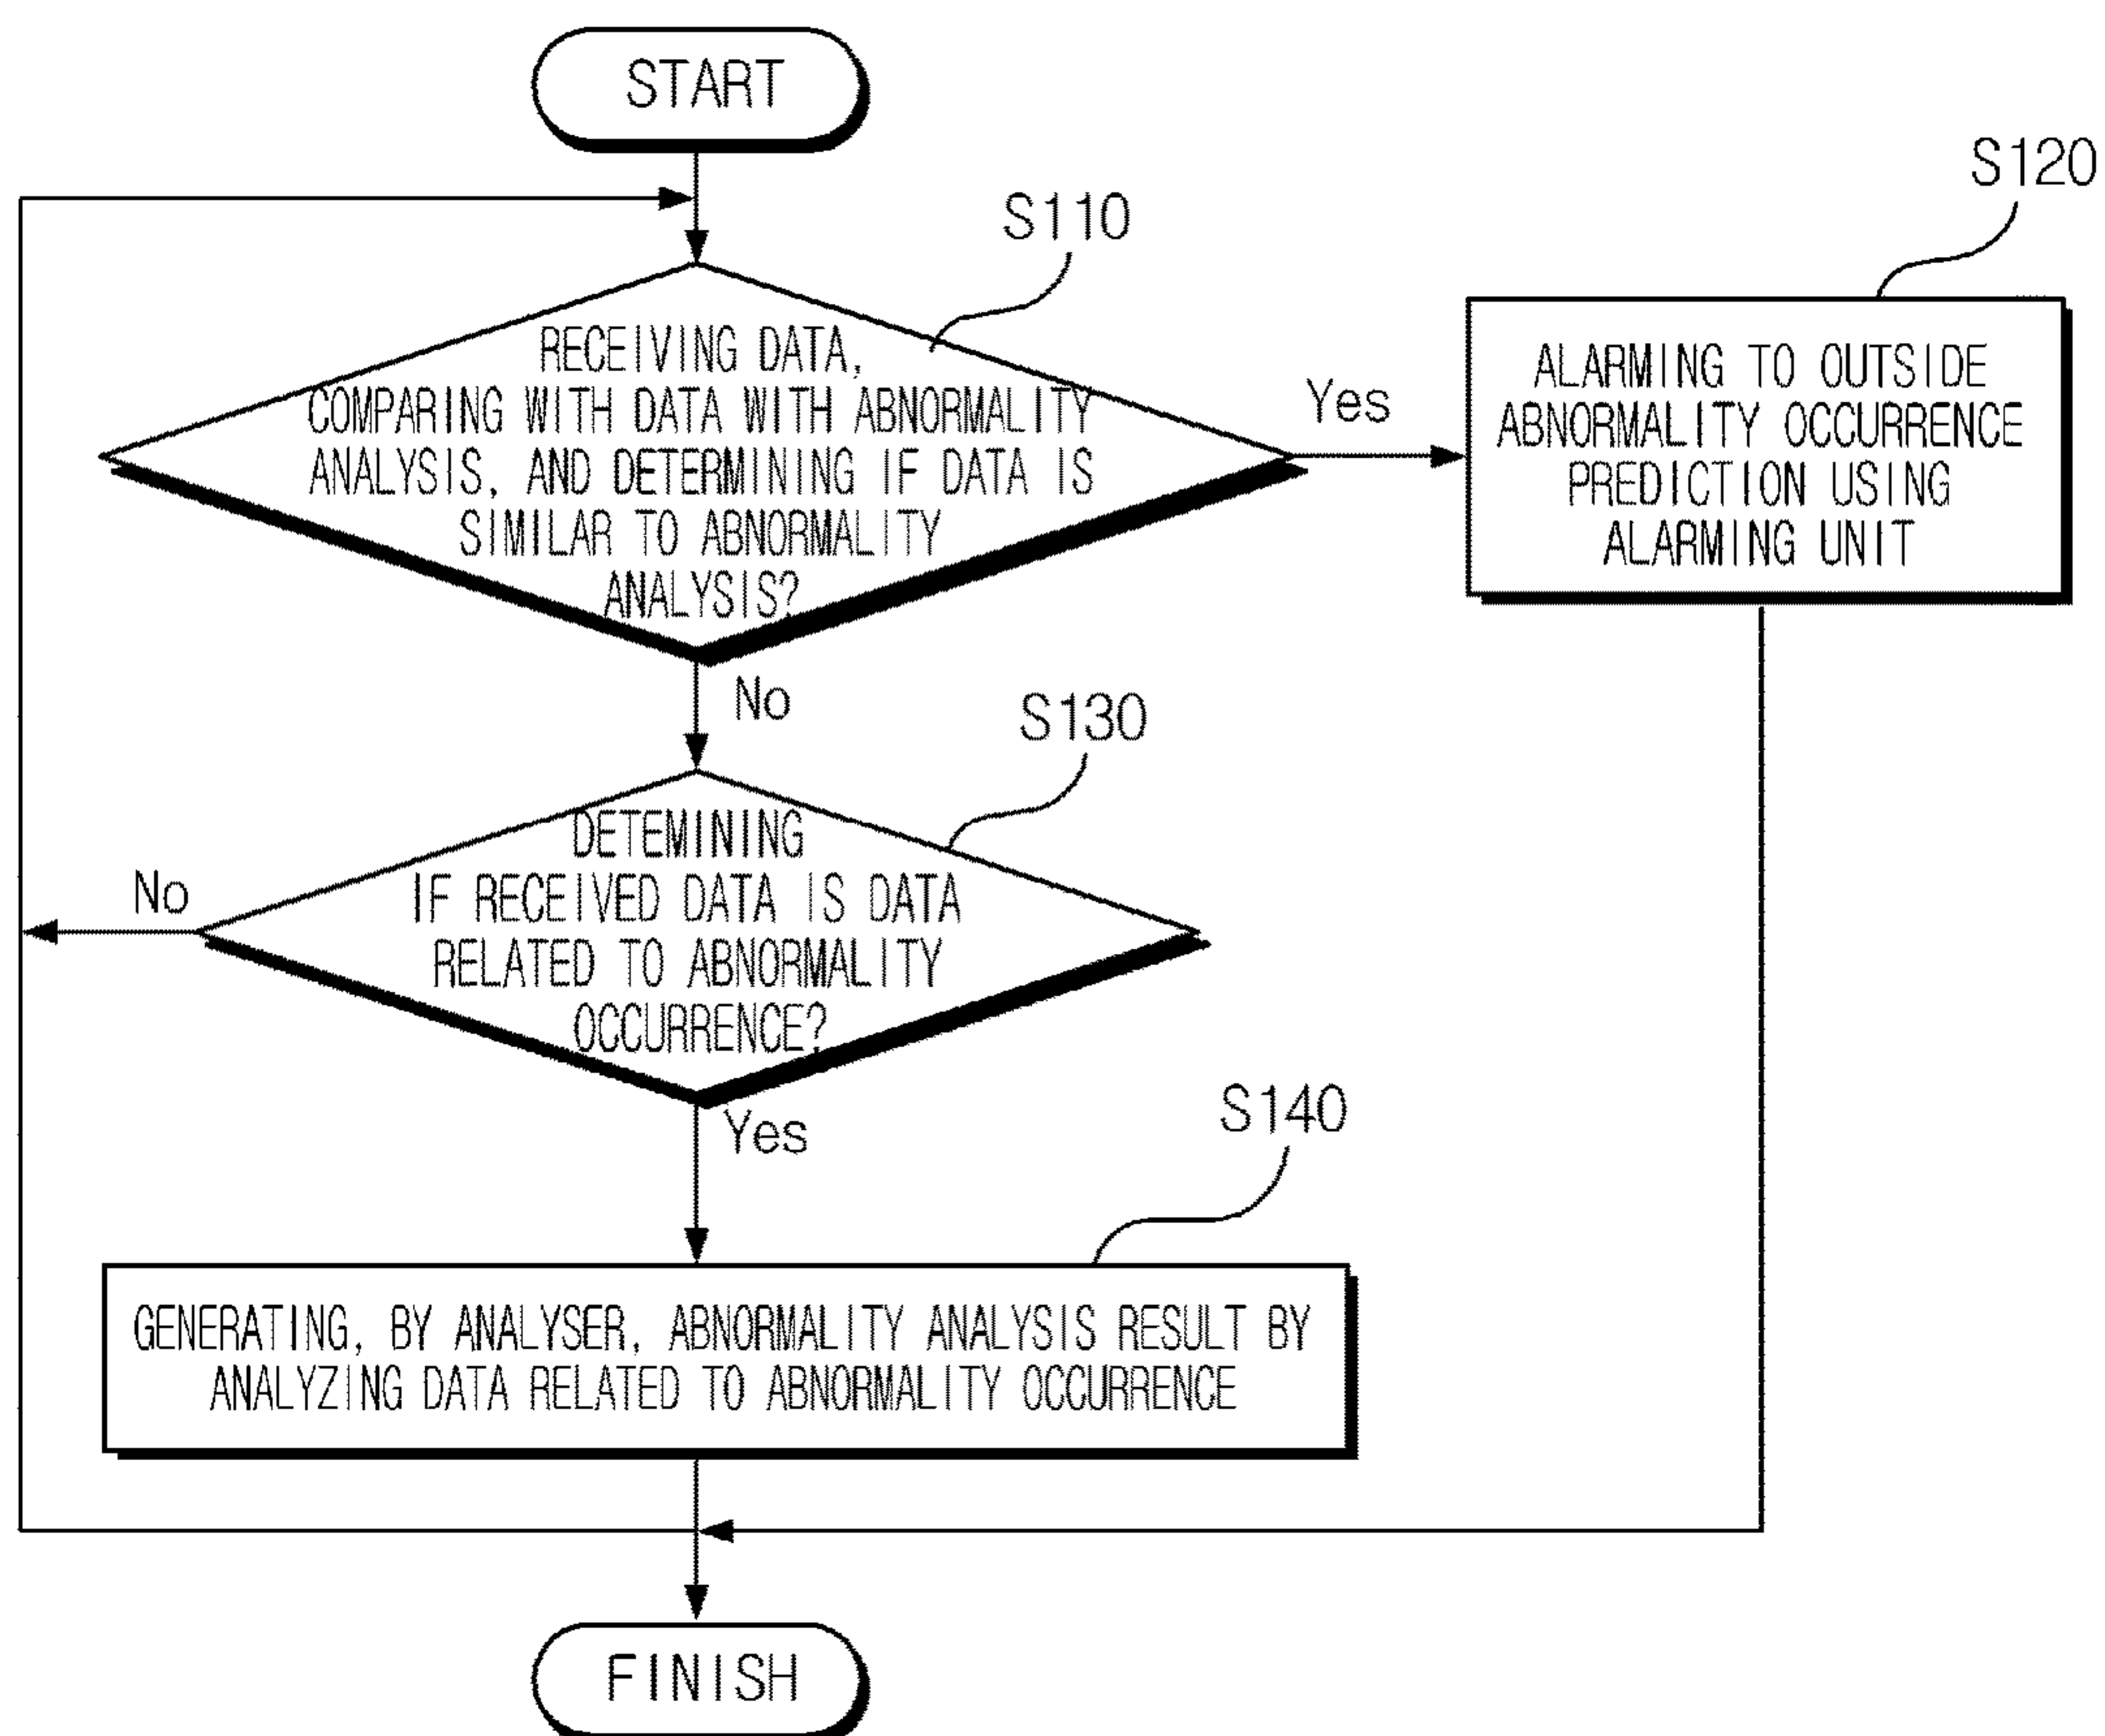 START
S110
S120
RECEIVING DATA,
COMPARING WITH DATA WITH ABNORMALITY
ANALYSIS, AND DETERMINING IF DATA IS
SIMILAR TO ABNORMALITY
ANALYSIS?
Yes
ALARMING TO OUTSIDE
ABNORMALITY OCCURRENCE
PREDICTION USING
ALARMING UNIT
No
S130
DETEMINING
IF RECEIVED DATA IS DATA
RELATED TO ABNORMALITY
OCCURRENCE?
No
Yes
S140
GENERATING, BY ANALYSER, ABNORMALITY ANALYSIS RESULT BY
ANALYZING DATA RELATED TO ABNORMALITY OCCURRENCE
FINISH